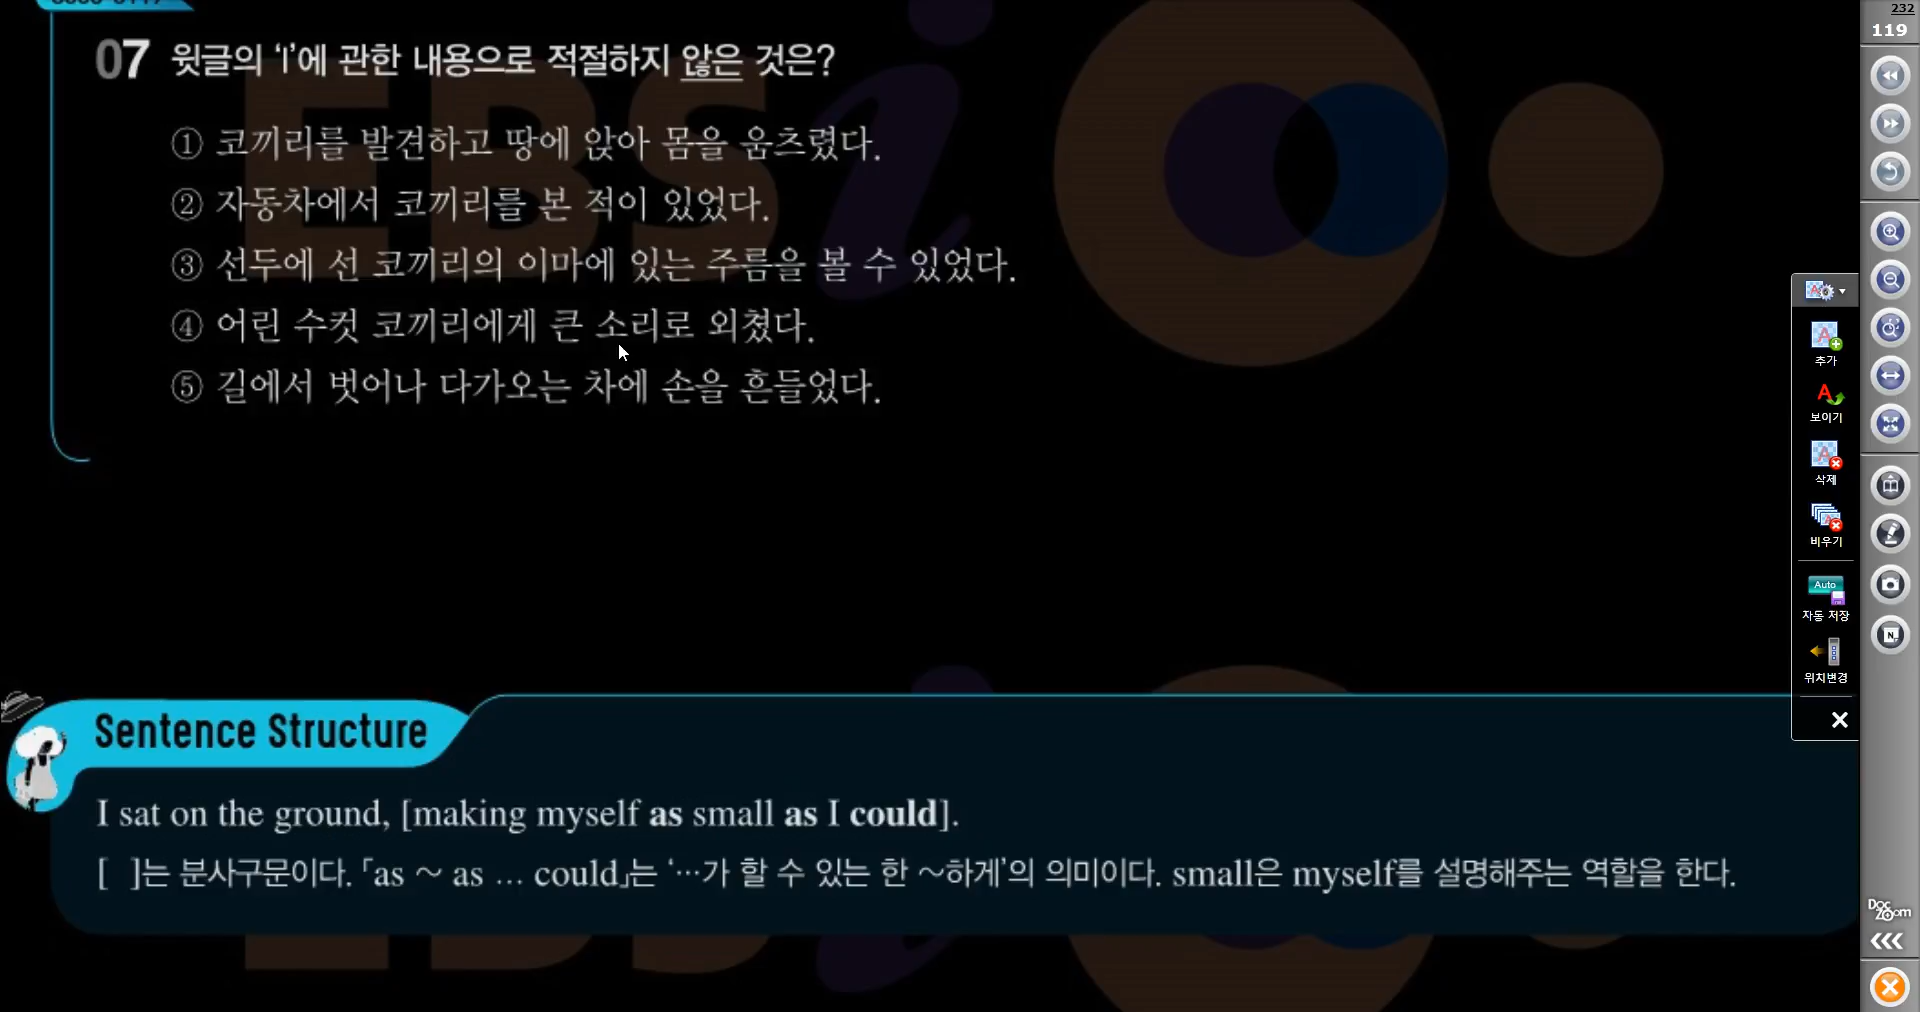 232
119
07 윗글의 'I'에 관한 내용으로 적절하지 않은 것은?
① 코끼리를 발견하고 땅에 앉아 몸을 움츠렸다.
② 자동차에서 코끼리를 본 적이 있었다.
③ 선두에 선 코끼리의 이마에 있는 주름을 볼 수 있었다.
④ 어린 수컷 코끼리에게 큰 소리로 외쳤다.
⑤ 길에서 벗어나 다가오는 차에 손을 흔들었다.
EBSi
추가
보이기
삭제
비우기
Auto
자동 저장
위치변경
Sentence Structure
I sat on the ground, [making myself as small as I could].
[ ]는 분사구문이다. 「as ~ as … could」는 '…가 할 수 있는 한 ~하게'의 의미이다. small은 myself를 설명해주는 역할을 한다.
Doc
Zoom